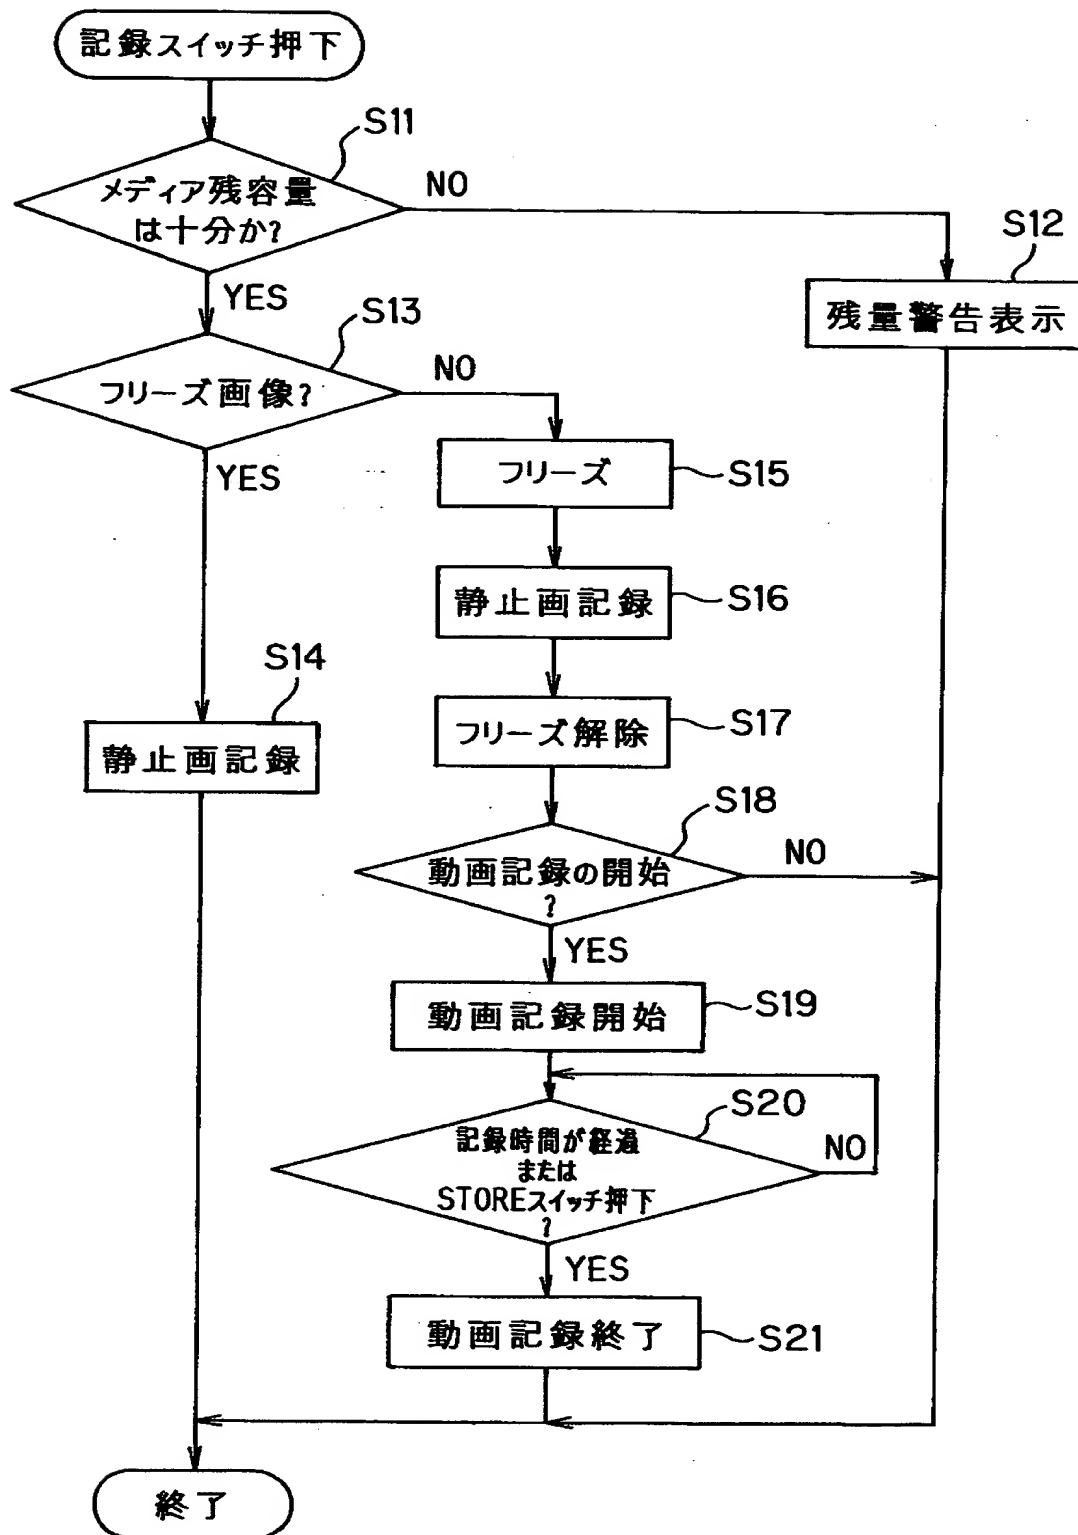 記録スイッチ押下
S11
メディア残容量
は十分か?
NO
S12
YES
残量警告表示
S13
フリーズ画像?
NO
YES
フリーズ
S15
静止画記録
S16
S14
静止画記録
フリーズ解除
S17
S18
動画記録の開始
?
NO
YES
動画記録開始
S19
S20
記録時間が経過
または
STOREスイッチ押下
?
NO
YES
動画記録終了
S21
終了